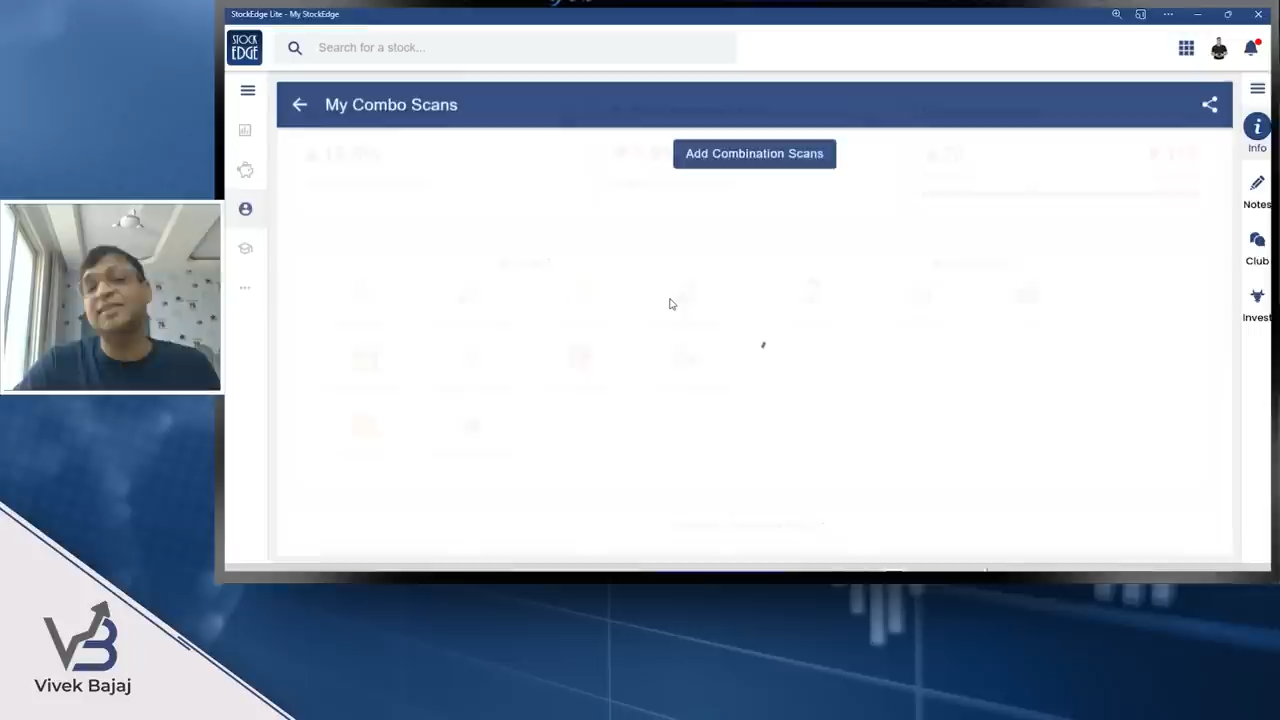 StockEdge Lite - My StockEdge
STOCK
EDGE
Search for a stock...
My Combo Scans
Add Combination Scans
Info
Notes
Club
Invest
VB
Vivek Bajaj